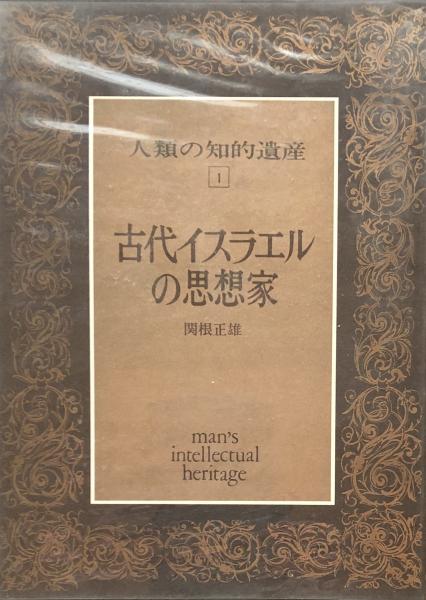 人類の知的遺産
1
古代イスラエル
の思想家
関根正雄
man's
intellectual
heritage